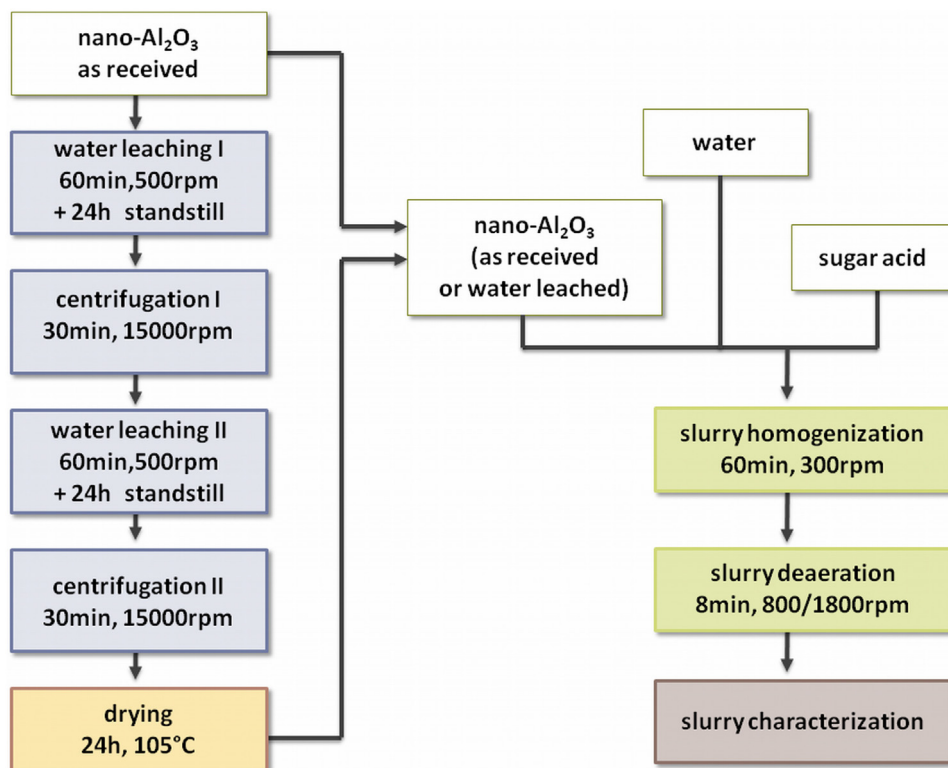 nano-Al₂O₃
as received
water leaching I
60min,500rpm
+ 24h standstill
centrifugation I
30min, 15000rpm
water leaching II
60min,500rpm
+ 24h standstill
centrifugation II
30min, 15000rpm
drying
24h, 105°C
nano-Al₂O₃
(as received
or water leached)
water
sugar acid
slurry homogenization
60min, 300rpm
slurry deaeration
8min, 800/1800rpm
slurry characterization